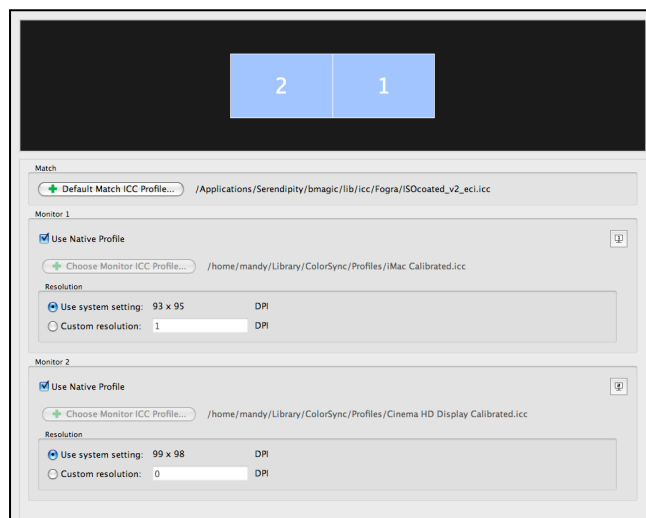 2 1
Match
Default Match ICC Profile... /Applications/Serendipity/bmagic/lib/icc/Fogra/ISOcoated_v2_eci.icc
Monitor 1
Use Native Profile
1
Choose Monitor ICC Profile... /home/mandy/Library/ColorSync/Profiles/iMac Calibrated.icc
Resolution
Use system setting: 93 x 95 DPI
Custom resolution: 1 DPI
Monitor 2
Use Native Profile
Choose Monitor ICC Profile... /home/mandy/Library/ColorSync/Profiles/Cinema HD Display Calibrated.icc
Resolution
Use system setting: 99 x 98 DPI
Custom resolution: 0 DPI